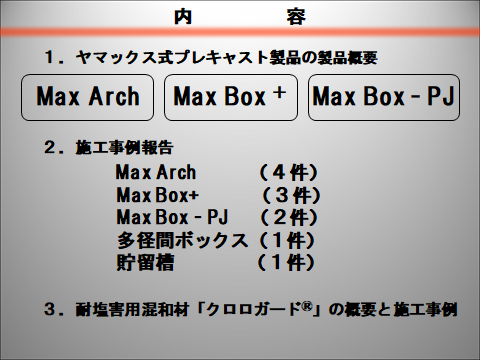 内　　容
１．ヤマックス式プレキャスト製品の製品概要
Max Arch　Max Box⁺　Max Box－PJ
２．施工事例報告
Max Arch　（４件）
Max Box+　（３件）
Max Box－PJ　（２件）
多径間ボックス（１件）
貯留槽　（１件）
３．耐塩害用混和材「クロロガード®」の概要と施工事例